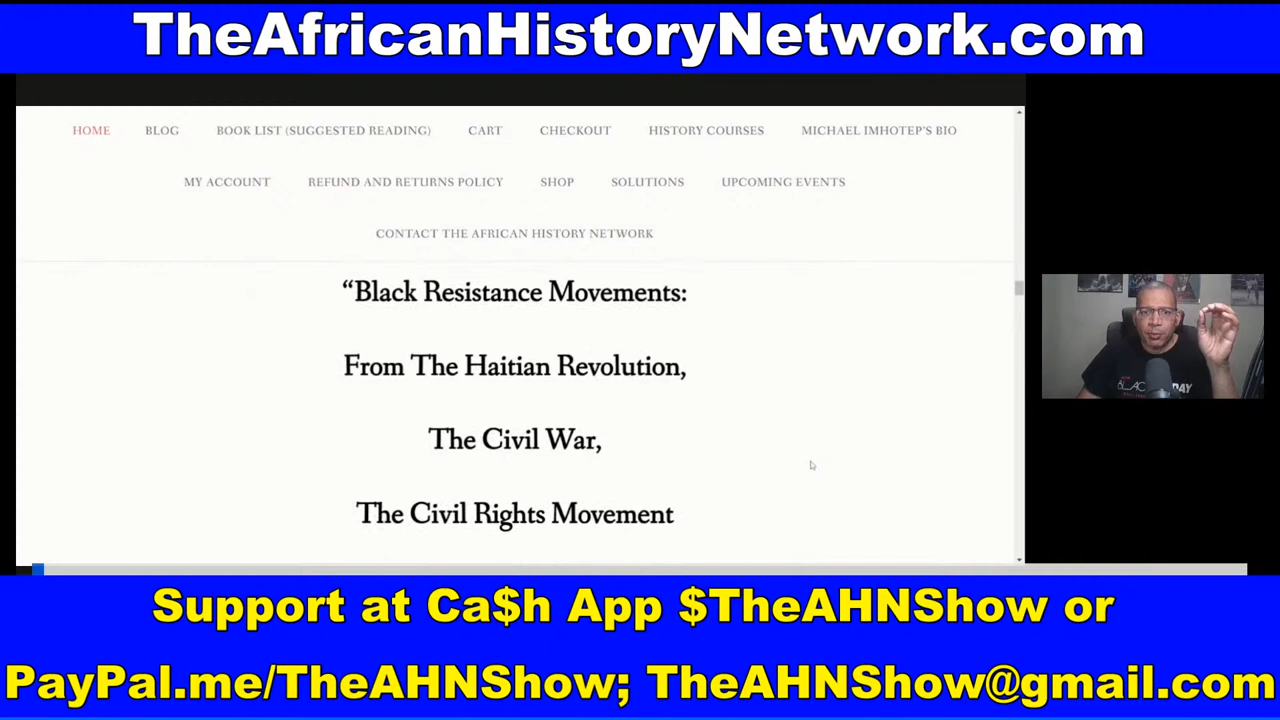 TheAfricanHistoryNetwork.com
HOME BLOG BOOK LIST (SUGGESTED READING) CART CHECKOUT HISTORY COURSES MICHAEL IMHOTEP'S BIO
MY ACCOUNT REFUND AND RETURNS POLICY SHOP SOLUTIONS UPCOMING EVENTS
CONTACT THE AFRICAN HISTORY NETWORK
“Black Resistance Movements:
From The Haitian Revolution,
The Civil War,
The Civil Rights Movement
Support at Ca$h App $TheAHNShow or
PayPal.me/TheAHNShow; TheAHNShow@gmail.com